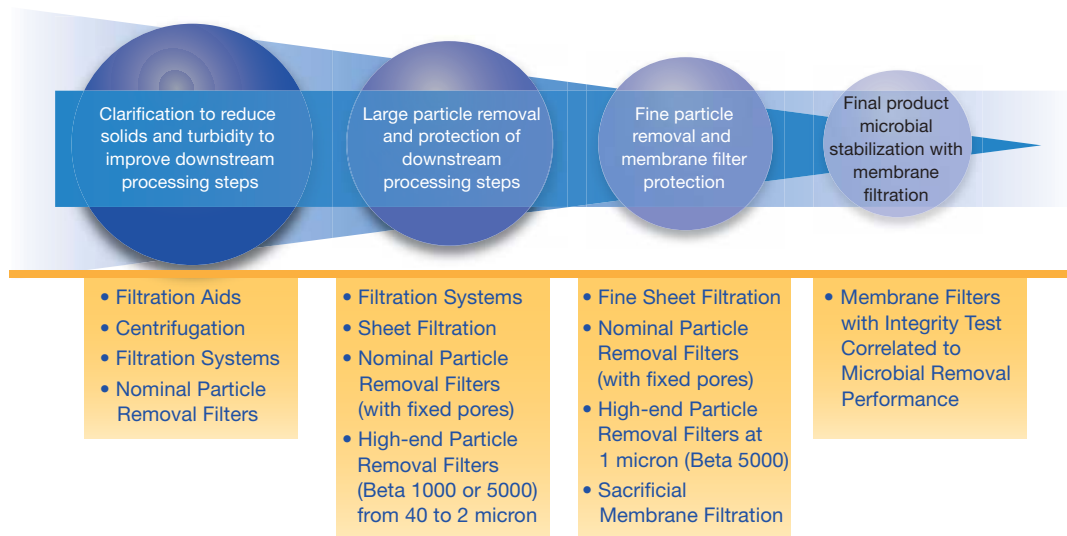 Clarification to reduce
solids and turbidity to
improve downstream
processing steps
Large particle removal
and protection of
downstream
processing steps
Fine particle
removal and
membrane filter
protection
Final product
microbial
stabilization with
membrane
filtration
• Filtration Aids
• Centrifugation
• Filtration Systems
• Nominal Particle
Removal Filters
• Filtration Systems
• Sheet Filtration
• Nominal Particle
Removal Filters
(with fixed pores)
• High-end Particle
Removal Filters
(Beta 1000 or 5000)
from 40 to 2 micron
• Fine Sheet Filtration
• Nominal Particle
Removal Filters
(with fixed pores)
• High-end Particle
Removal Filters at
1 micron (Beta 5000)
• Sacrificial
Membrane Filtration
• Membrane Filters
with Integrity Test
Correlated to
Microbial Removal
Performance